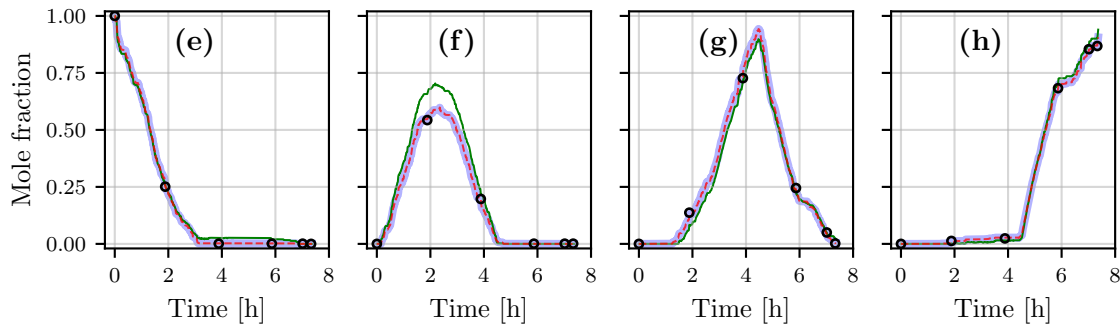 1.00
0.75
0.50
0.25
0.00
Mole fraction
(e) (f) (g) (h)
0 2 4 6 8 0 2 4 6 8 0 2 4 6 8 0 2 4 6 8
Time [h] Time [h] Time [h] Time [h]